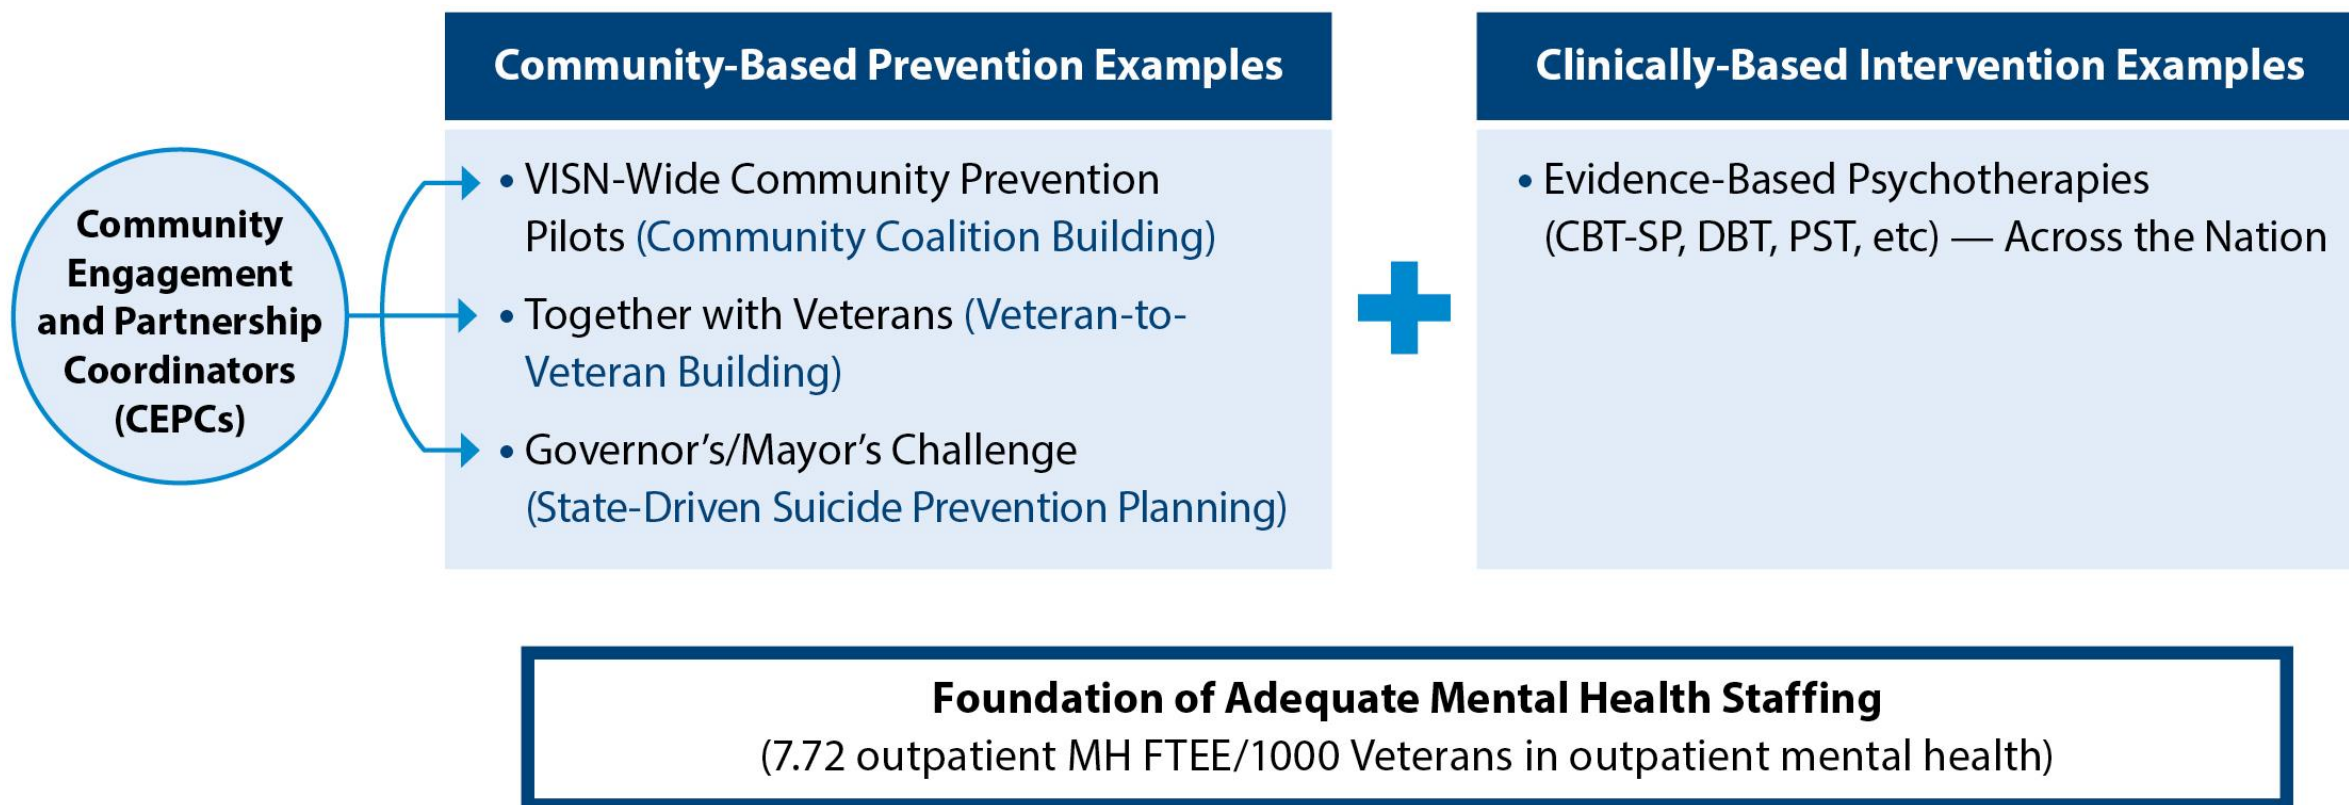 Community
Engagement
and Partnership
Coordinators
(CEPCs)
Community-Based Prevention Examples
• VISN-Wide Community Prevention
Pilots (Community Coalition Building)
• Together with Veterans (Veteran-to-
Veteran Building)
• Governor’s/Mayor’s Challenge
(State-Driven Suicide Prevention Planning)
Clinically-Based Intervention Examples
• Evidence-Based Psychotherapies
(CBT-SP, DBT, PST, etc) — Across the Nation
Foundation of Adequate Mental Health Staffing
(7.72 outpatient MH FTEE/1000 Veterans in outpatient mental health)